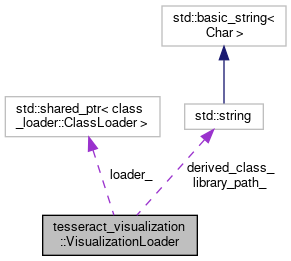 std::basic_string<
Char >
std::shared_ptr< class
_loader::ClassLoader >
std::string
loader_
derived_class_
library_path_
tesseract_visualization
::VisualizationLoader